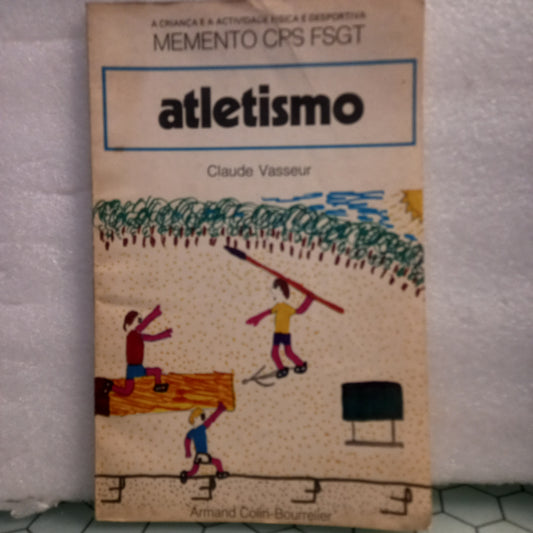 A CRIANÇA E A ACTIVIDADE FÍSICA E DESPORTIVA
MEMENTO CPS FSGT
atletismo
Claude Vasseur
Armand Colin-Bourrelier